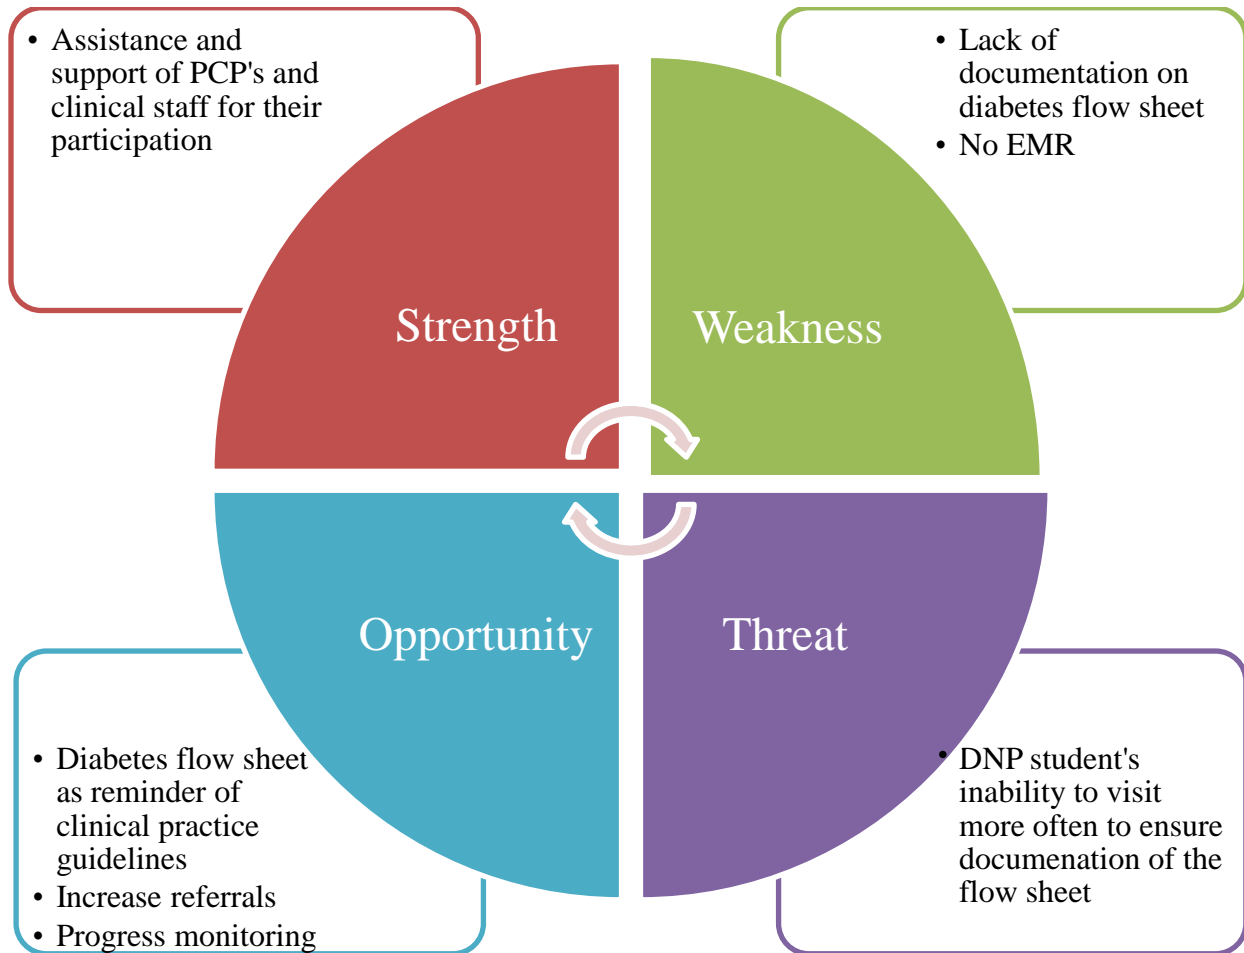 • Assistance and
support of PCP's and
clinical staff for their
participation
• Lack of
documentation on
diabetes flow sheet
• No EMR
Strength
Weakness
Opportunity
Threat
• Diabetes flow sheet
as reminder of
clinical practice
guidelines
• Increase referrals
• Progress monitoring
• DNP student's
inability to visit
more often to ensure
documenation of the
flow sheet